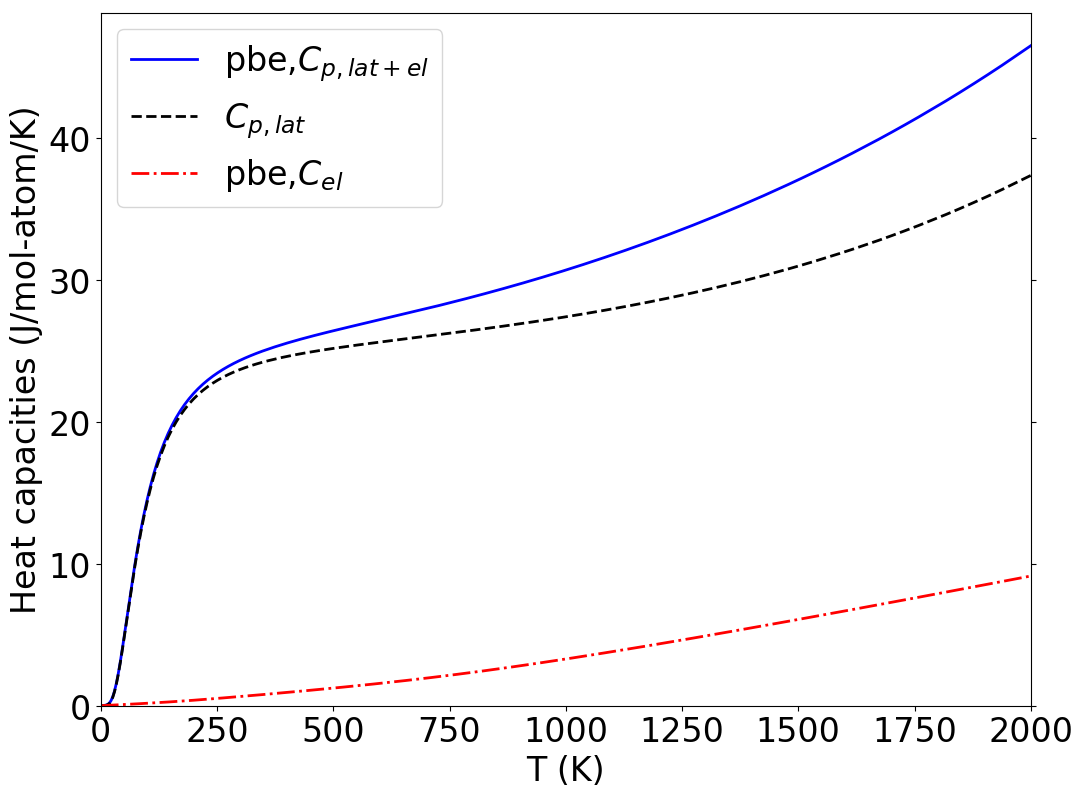 pbe,C_{p,lat+el}
C_{p,lat}
pbe,C_{el}
Heat capacities (J/mol-atom/K)
40
30
20
10
0
0 250 500 750 1000 1250 1500 1750 2000
T (K)